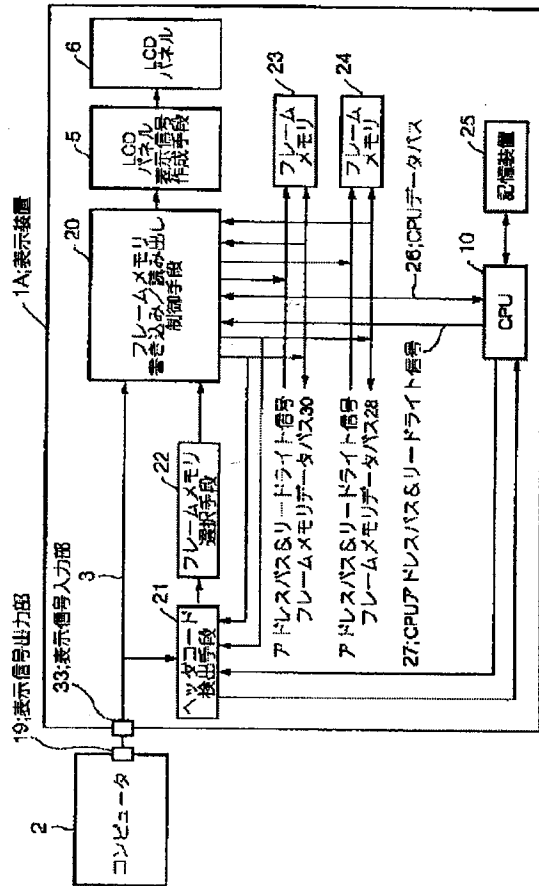 1A;表示装置
19;表示信号出力部
33;表示信号入力部
2
コンピュータ
3
21
ヘッダコード
検出手段
22
フレームメモリ
選択手段
20
フレームメモリ
書き込み/読み出し
制御手段
5
LCD
パネル
表示信号
作成手段
6
LCD
パネル
23
フレーム
メモリ
24
フレーム
メモリ
アドレスバス&リードライト信号
フレームメモリデータバス30
アドレスバス&リードライト信号
フレームメモリデータバス28
26;CPUデータバス
27;CPUアドレスバス&リードライト信号
10
CPU
25
記憶装置